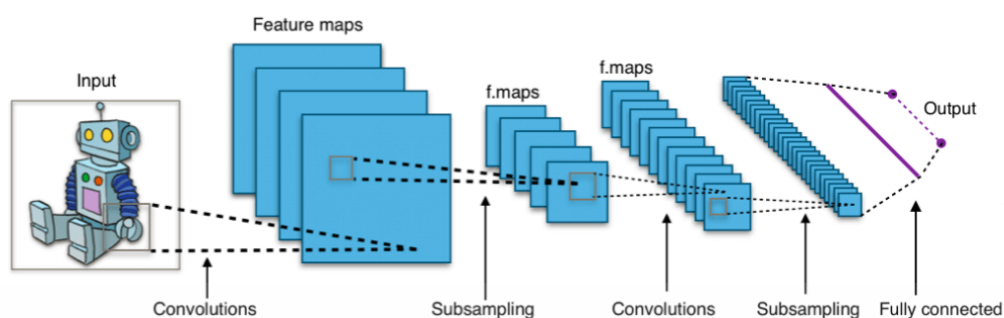 Feature maps
Input
f.maps
f.maps
Output
Convolutions
Subsampling
Convolutions
Subsampling
Fully connected